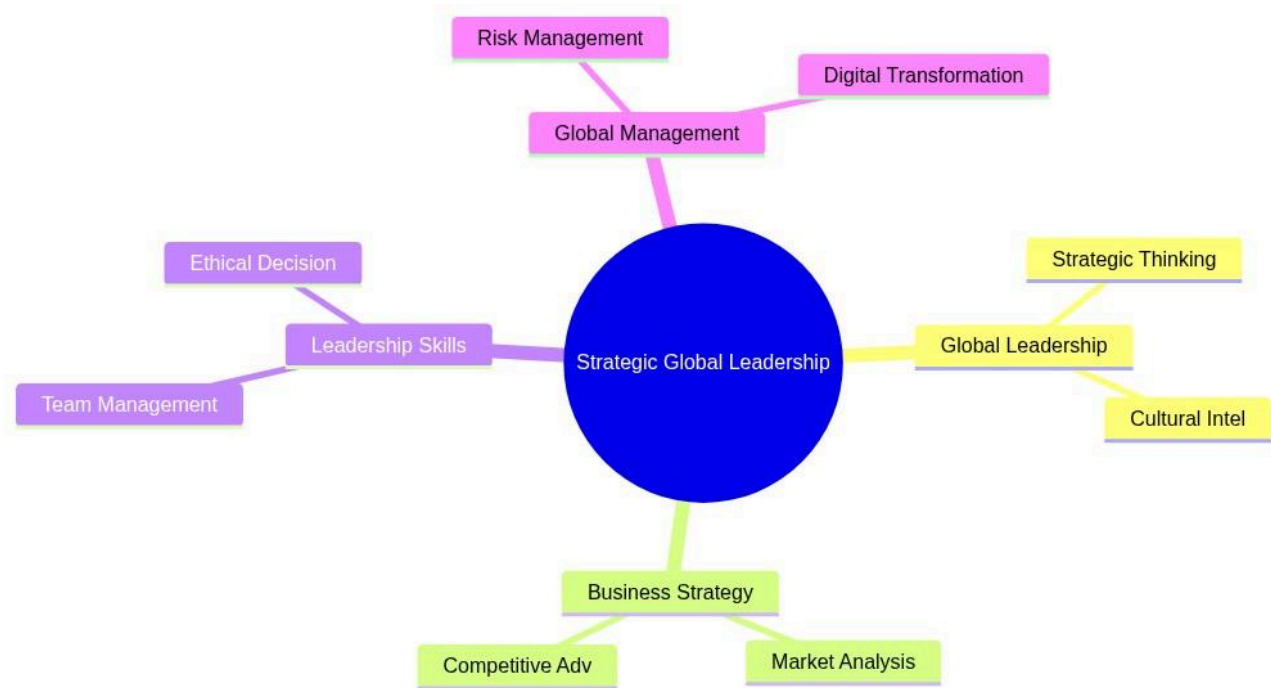 Risk Management
Digital Transformation
Global Management
Ethical Decision
Strategic Thinking
Leadership Skills
Global Leadership
Strategic Global Leadership
Team Management
Cultural Intel
Business Strategy
Competitive Adv
Market Analysis